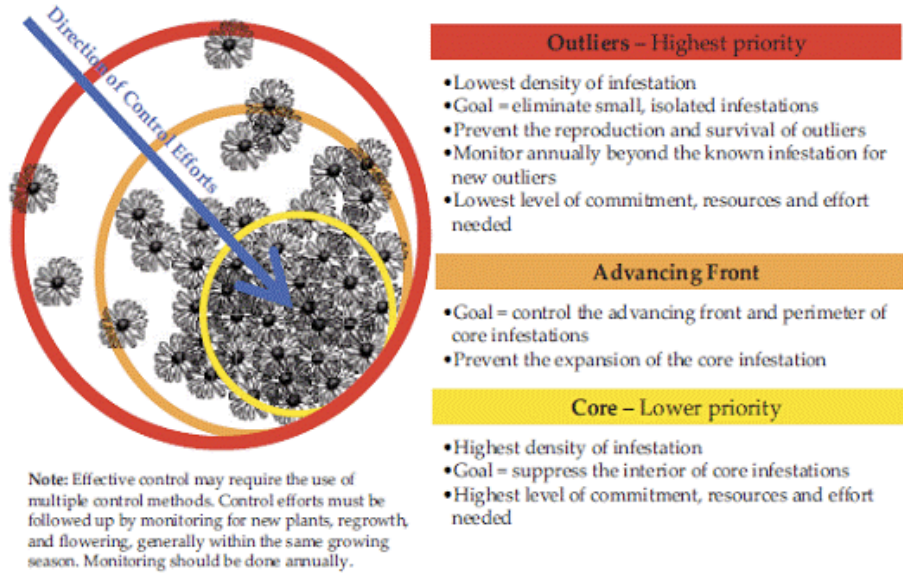 Direction of Control Efforts
Outliers – Highest priority
•Lowest density of infestation
•Goal = eliminate small, isolated infestations
•Prevent the reproduction and survival of outliers
•Monitor annually beyond the known infestation for
new outliers
•Lowest level of commitment, resources and effort
needed
Advancing Front
•Goal = control the advancing front and perimeter of
core infestations
•Prevent the expansion of the core infestation
Core – Lower priority
•Highest density of infestation
•Goal = suppress the interior of core infestations
•Highest level of commitment, resources and effort
needed
Note: Effective control may require the use of
multiple control methods. Control efforts must be
followed up by monitoring for new plants, regrowth,
and flowering, generally within the same growing
season. Monitoring should be done annually.